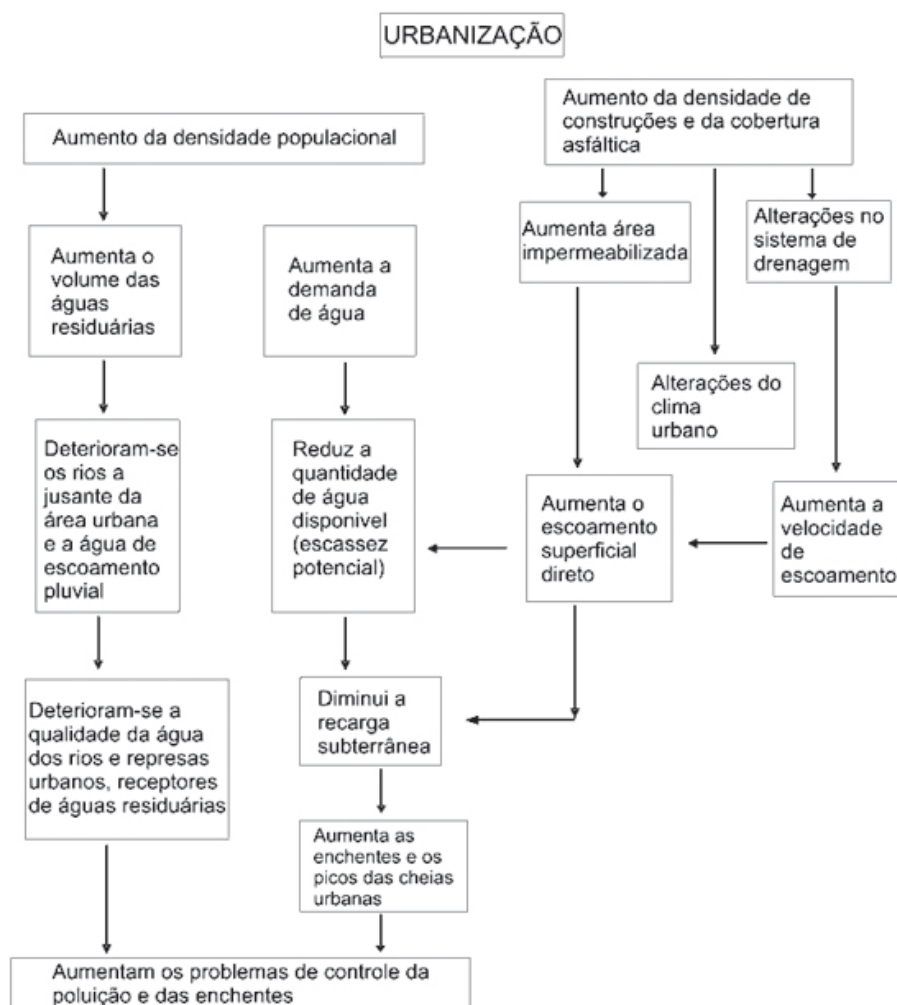 URBANIZAÇÃO
Aumento da densidade populacional
Aumento da densidade de
construções e da cobertura
asfáltica
Aumenta o
volume das
águas
residuárias
Aumenta a
demanda
de água
Aumenta área
impermeabilizada
Alterações no
sistema de
drenagem
Alterações do
clima
urbano
Deterioram-se
os rios a
jusante da
área urbana
e a água de
escoamento
pluvial
Reduz a
quantidade
de água
disponivel
(escassez
potencial)
Aumenta o
escoamento
superficial
direto
Aumenta a
velocidade
de
escoamento
Deterioram-se a
qualidade da água
dos rios e represas
urbanos, receptores
de águas residuárias
Diminui a
recarga
subterrânea
Aumenta as
enchentes e os
picos das cheias
urbanas
Aumentam os problemas de controle da
poluição e das enchentes